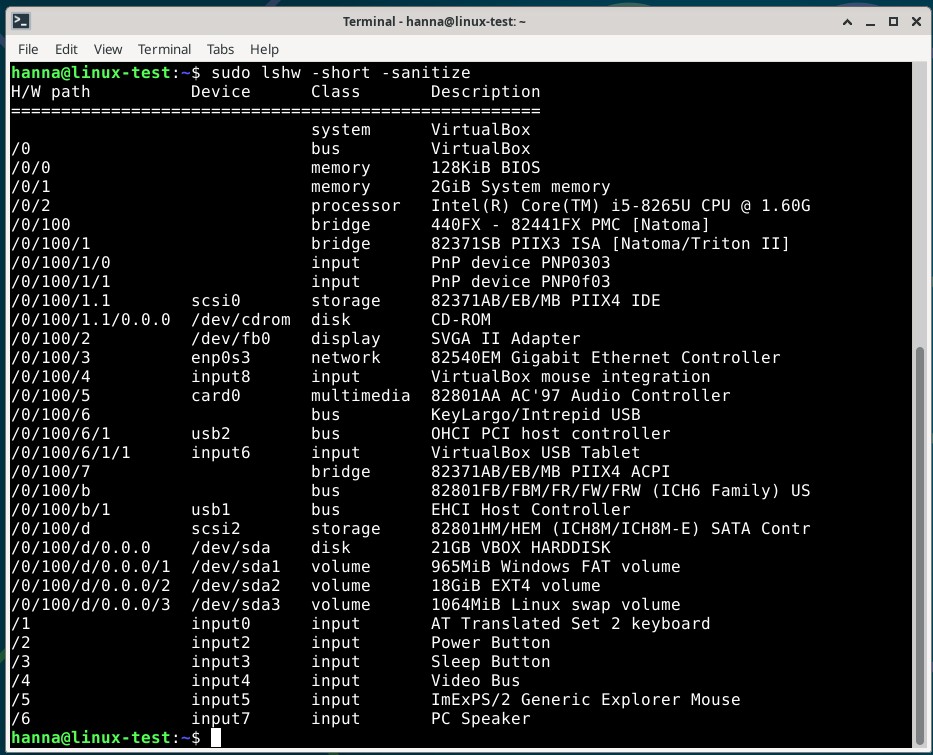 Terminal - hanna@linux-test: ~
File Edit View Terminal Tabs Help
hanna@linux-test:~$ sudo lshw -short -sanitize
H/W path          Device      Class       Description
=====================================================
                              system      VirtualBox
/0                            bus         VirtualBox
/0/0                          memory      128KiB BIOS
/0/1                          memory      2GiB System memory
/0/2                          processor   Intel(R) Core(TM) i5-8265U CPU @ 1.60G
/0/100                        bridge      440FX - 82441FX PMC [Natoma]
/0/100/1                      bridge      82371SB PIIX3 ISA [Natoma/Triton II]
/0/100/1/0                    input       PnP device PNP0303
/0/100/1/1                    input       PnP device PNP0f03
/0/100/1.1        scsi0       storage     82371AB/EB/MB PIIX4 IDE
/0/100/1.1/0.0.0  /dev/cdrom  disk        CD-ROM
/0/100/2          /dev/fb0    display     SVGA II Adapter
/0/100/3          enp0s3      network     82540EM Gigabit Ethernet Controller
/0/100/4          input8      input       VirtualBox mouse integration
/0/100/5          card0       multimedia  82801AA AC'97 Audio Controller
/0/100/6                      bus         KeyLargo/Intrepid USB
/0/100/6/1        usb2        bus         OHCI PCI host controller
/0/100/6/1/1      input6      input       VirtualBox USB Tablet
/0/100/7                      bridge      82371AB/EB/MB PIIX4 ACPI
/0/100/b                      bus         82801FB/FBM/FR/FW/FRW (ICH6 Family) US
/0/100/b/1        usb1        bus         EHCI Host Controller
/0/100/d          scsi2       storage     82801HM/HEM (ICH8M/ICH8M-E) SATA Contr
/0/100/d/0.0.0    /dev/sda    disk        21GB VBOX HARDDISK
/0/100/d/0.0.0/1  /dev/sda1   volume      965MiB Windows FAT volume
/0/100/d/0.0.0/2  /dev/sda2   volume      18GiB EXT4 volume
/0/100/d/0.0.0/3  /dev/sda3   volume      1064MiB Linux swap volume
/1                input0      input       AT Translated Set 2 keyboard
/2                input2      input       Power Button
/3                input3      input       Sleep Button
/4                input4      input       Video Bus
/5                input5      input       ImExPS/2 Generic Explorer Mouse
/6                input7      input       PC Speaker
hanna@linux-test:~$